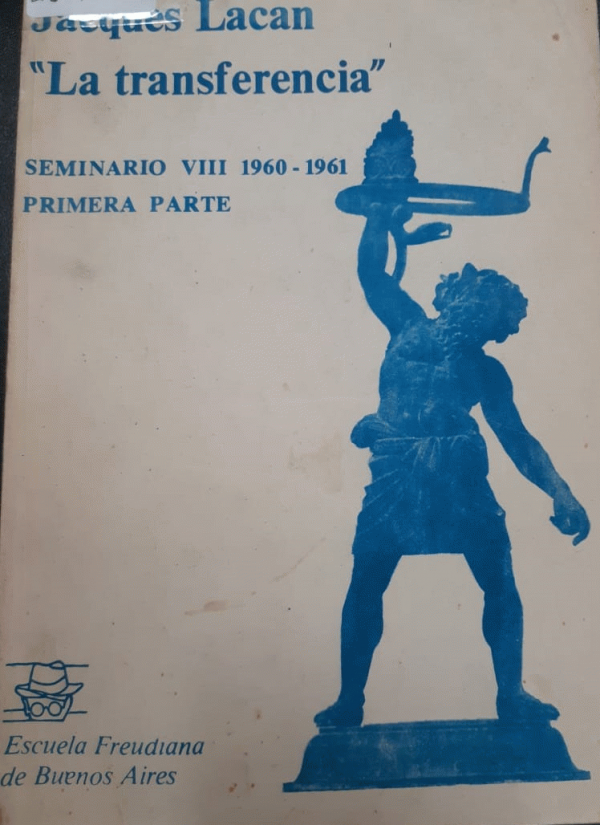 Jacques Lacan
"La transferencia"
SEMINARIO VIII 1960 - 1961
PRIMERA PARTE
Escuela Freudiana
de Buenos Aires